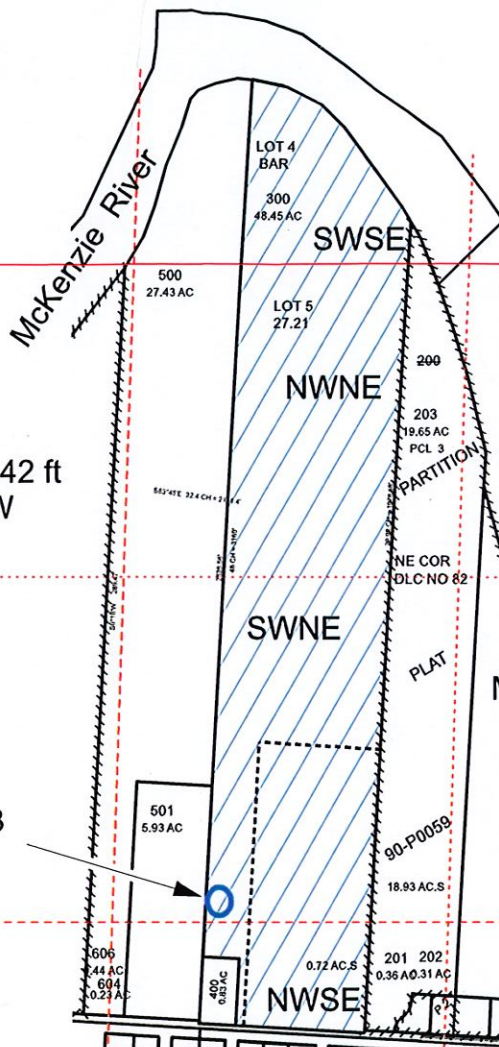 LOT 4
BAR
300
48.45 AC
SWSE
McKenzie River
500
27.43 AC
LOT 5
27.21
NWNE
200
203
19.65 AC
PCL 3
PARTITION
42 ft
W
NE COR
DLC NO 82
SWNE
PLAT
501
5.93 AC
90-P0059
18.93 AC.S
606
.44 AC
604
0.23 AC
400
0.83 AC
0.72 AC.S
NWSE
201
0.36 AC
202
0.31 AC